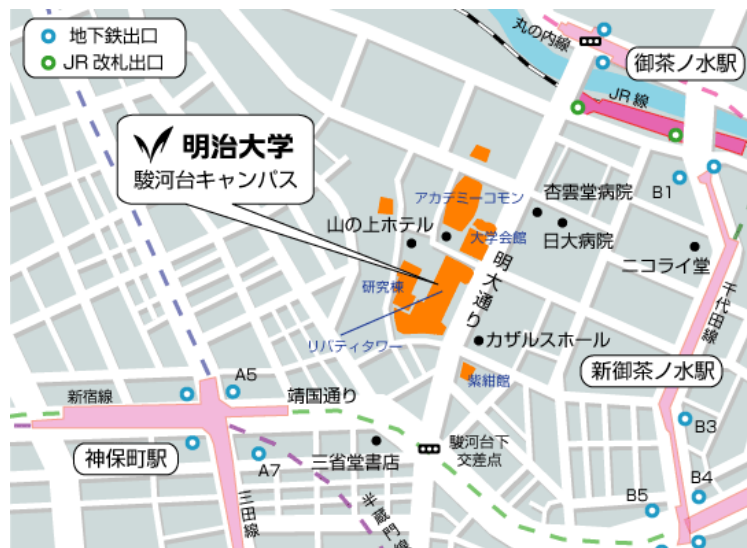 地下鉄出口
JR改札出口
丸の内線
御茶ノ水駅
JR線
明治大学
駿河台キャンパス
B1
アカデミーコモン
杏雲堂病院
山の上ホテル
大学会館
日大病院
ニコライ堂
明大通り
研究棟
千代田線
リバティタワー
カザルスホール
新御茶ノ水駅
紫紺館
A5
新宿線
靖国通り
B3
神保町駅
A7
三省堂書店
駿河台下
交差点
三田線
半蔵門線
B4
B5